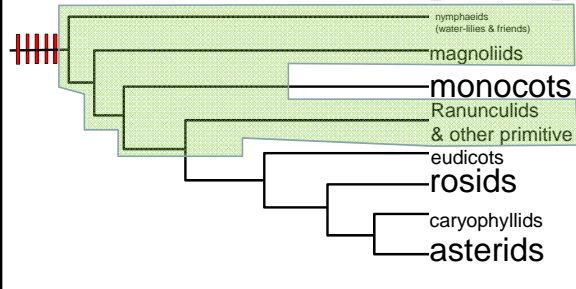 nymphaeids
(water-lilies & friends)
magnoliids
monocots
Ranunculids
& other primitive
eudicots
rosids
caryophyllids
asterids